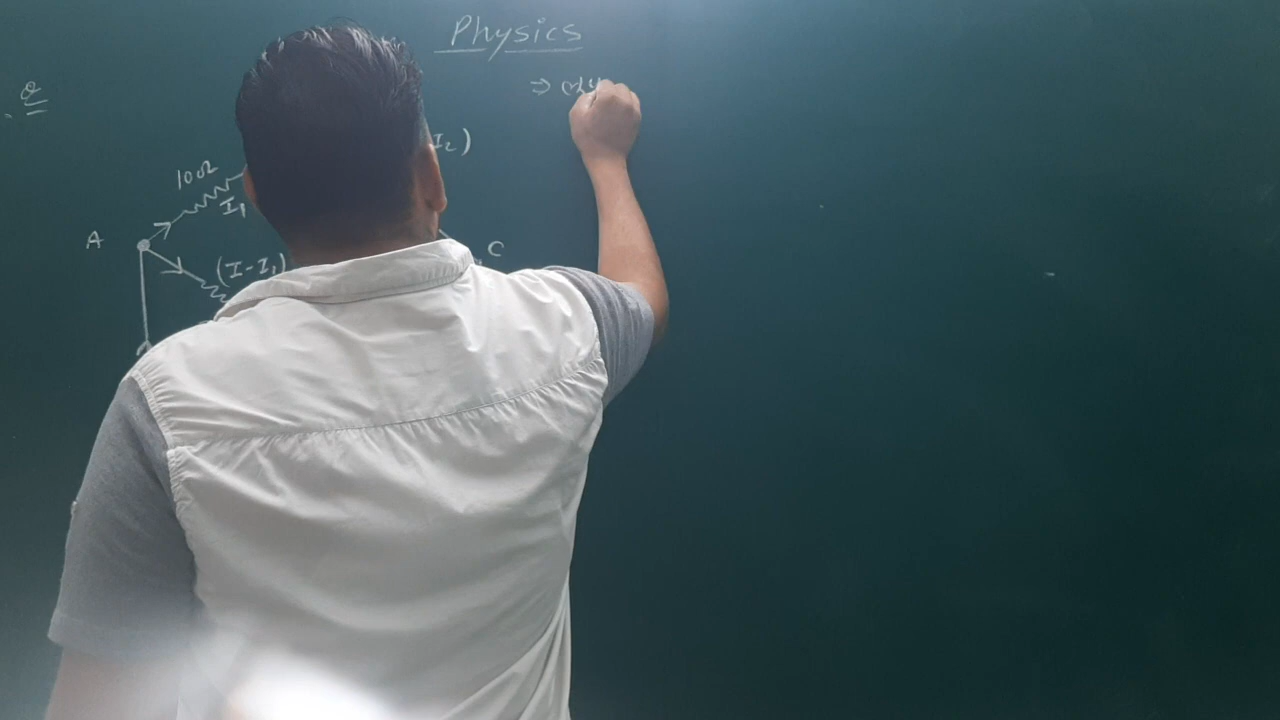 Physics
Q
I₂)
10Ω
I₁
A
C
(I-I₁)